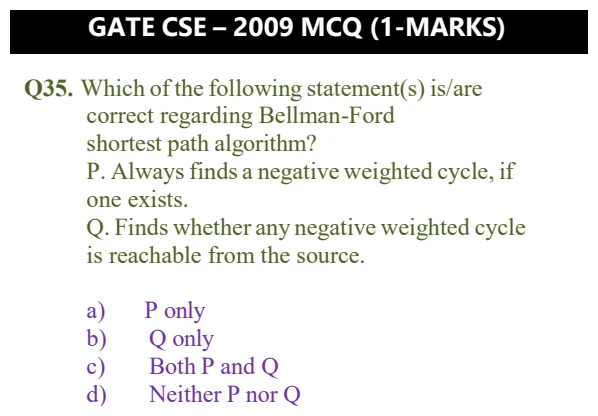 GATE CSE – 2009 MCQ (1-MARKS)
Q35. Which of the following statement(s) is/are
correct regarding Bellman-Ford
shortest path algorithm?
P. Always finds a negative weighted cycle, if
one exists.
Q. Finds whether any negative weighted cycle
is reachable from the source.
a) P only
b) Q only
c) Both P and Q
d) Neither P nor Q